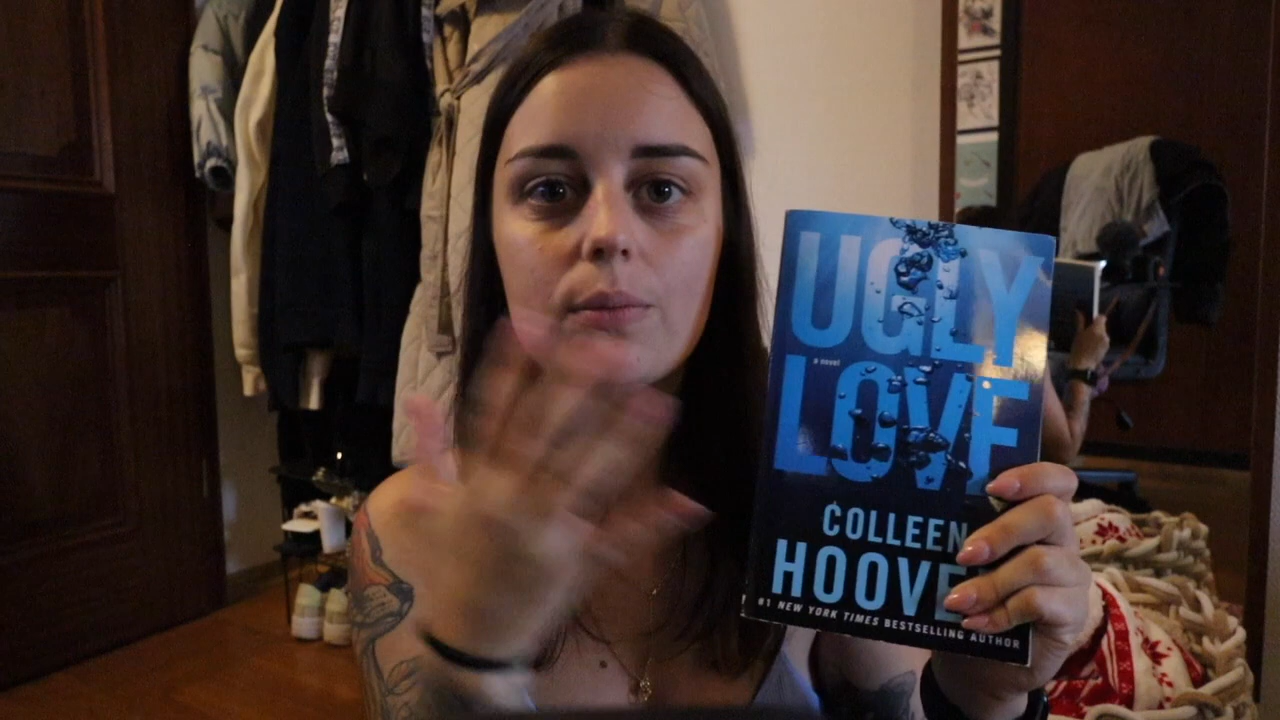 UGLY
a novel
LOVE
COLLEEN
HOOVE
#1 NEW YORK TIMES BESTSELLING AUTHOR